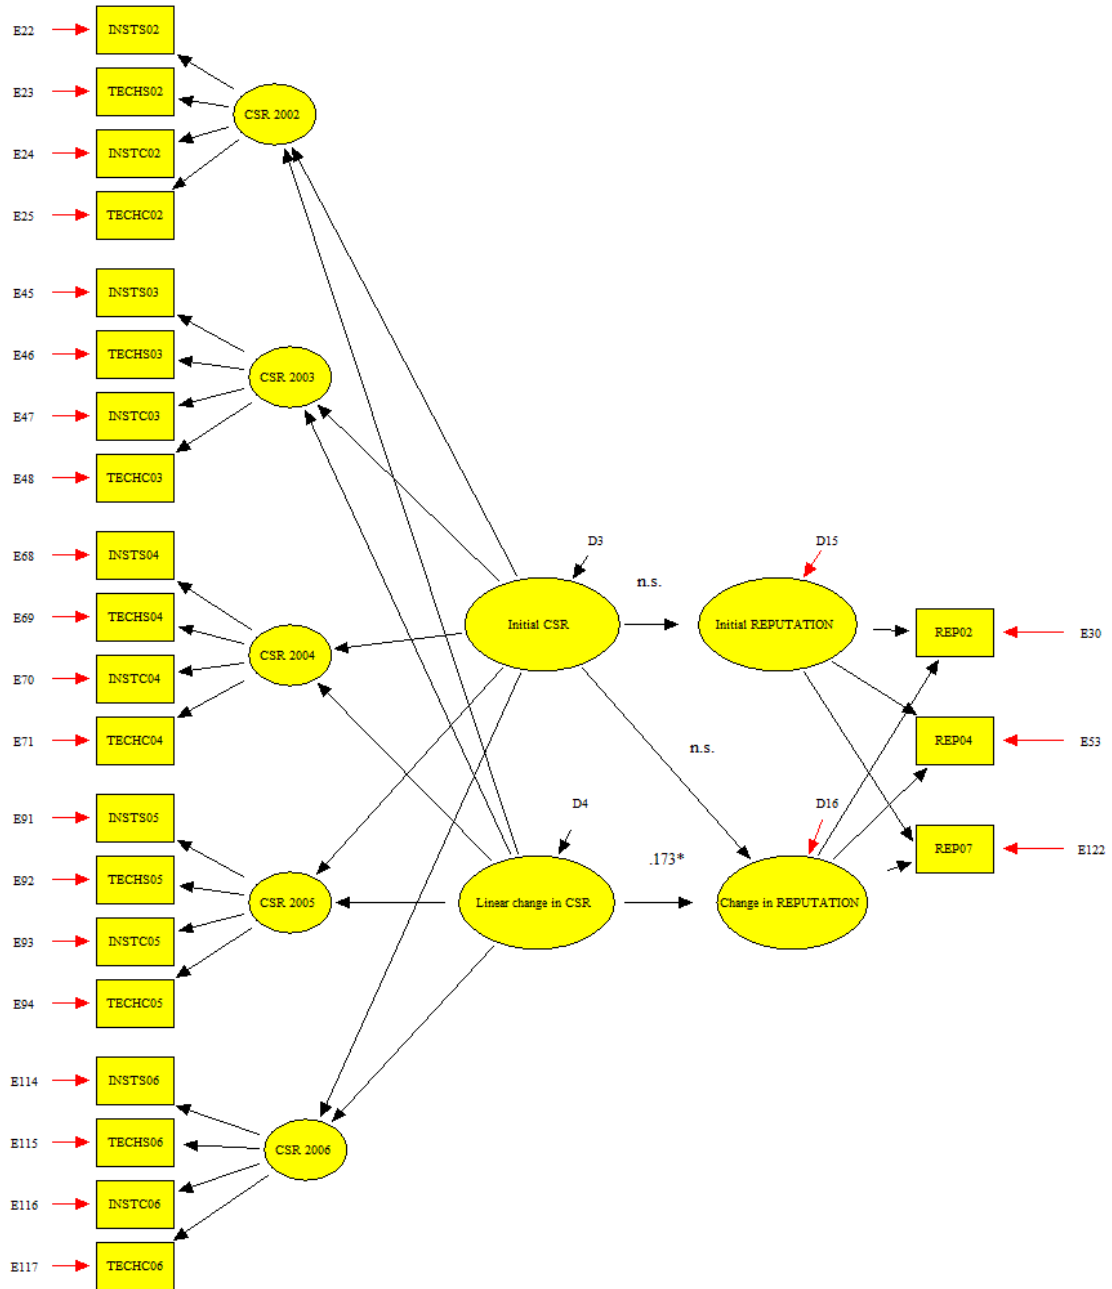 E22
INSTS02
E23
TECHS02
CSR 2002
E24
INSTC02
E25
TECHC02
E45
INSTS03
E46
TECHS03
CSR 2003
E47
INSTC03
E48
TECHC03
E68
INSTS04
E69
TECHS04
CSR 2004
E70
INSTC04
E71
TECHC04
D3
D15
n.s.
Initial CSR
Initial REPUTATION
REP02
E30
n.s.
REP04
E53
E91
INSTS05
E92
TECHS05
CSR 2005
E93
INSTC05
E94
TECHC05
D4
D16
.173*
Linear change in CSR
Change in REPUTATION
REP07
E122
E114
INSTS06
E115
TECHS06
CSR 2006
E116
INSTC06
E117
TECHC06